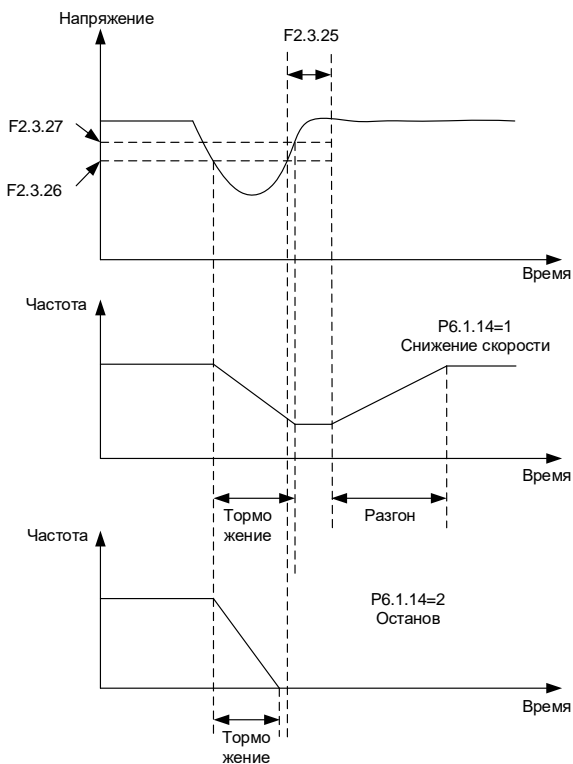 Напряжение
F2.3.25
F2.3.27
F2.3.26
Время
Частота
P6.1.14=1
Снижение скорости
Время
Тормо
жение
Разгон
Частота
P6.1.14=2
Останов
Время
Тормо
жение